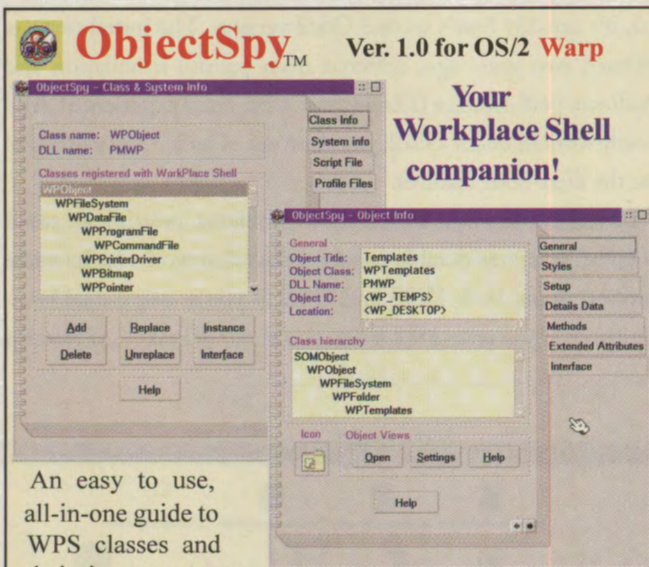 ObjectSpy TM Ver. 1.0 for OS/2 Warp
Your
Workplace Shell
companion!
ObjectSpy - Class & System Info
Class name: WPObject
DLL name: PMWP
Classes registered with WorkPlace Shell
WPObject
WPFileSystem
WPDataFile
WPProgramFile
WPCommandFile
WPPrinterDriver
WPBitmap
WPPointer
Add Replace Instance
Delete Unreplace Interface
Help
Class Info
System info
Script File
Profile Files
ObjectSpy - Object Info
General
Object Title: Templates
Object Class: WPTemplates
DLL Name: PMWP
Object ID: <WP_TEMPS>
Location: <WP_DESKTOP>
Class hierarchy
SOMObject
WPObject
WPFileSystem
WPFolder
WPTemplates
Icon Object Views
Open Settings Help
Help
General
Styles
Setup
Details Data
Methods
Extended Attributes
Interface
An easy to use,
all-in-one guide to
WPS classes and